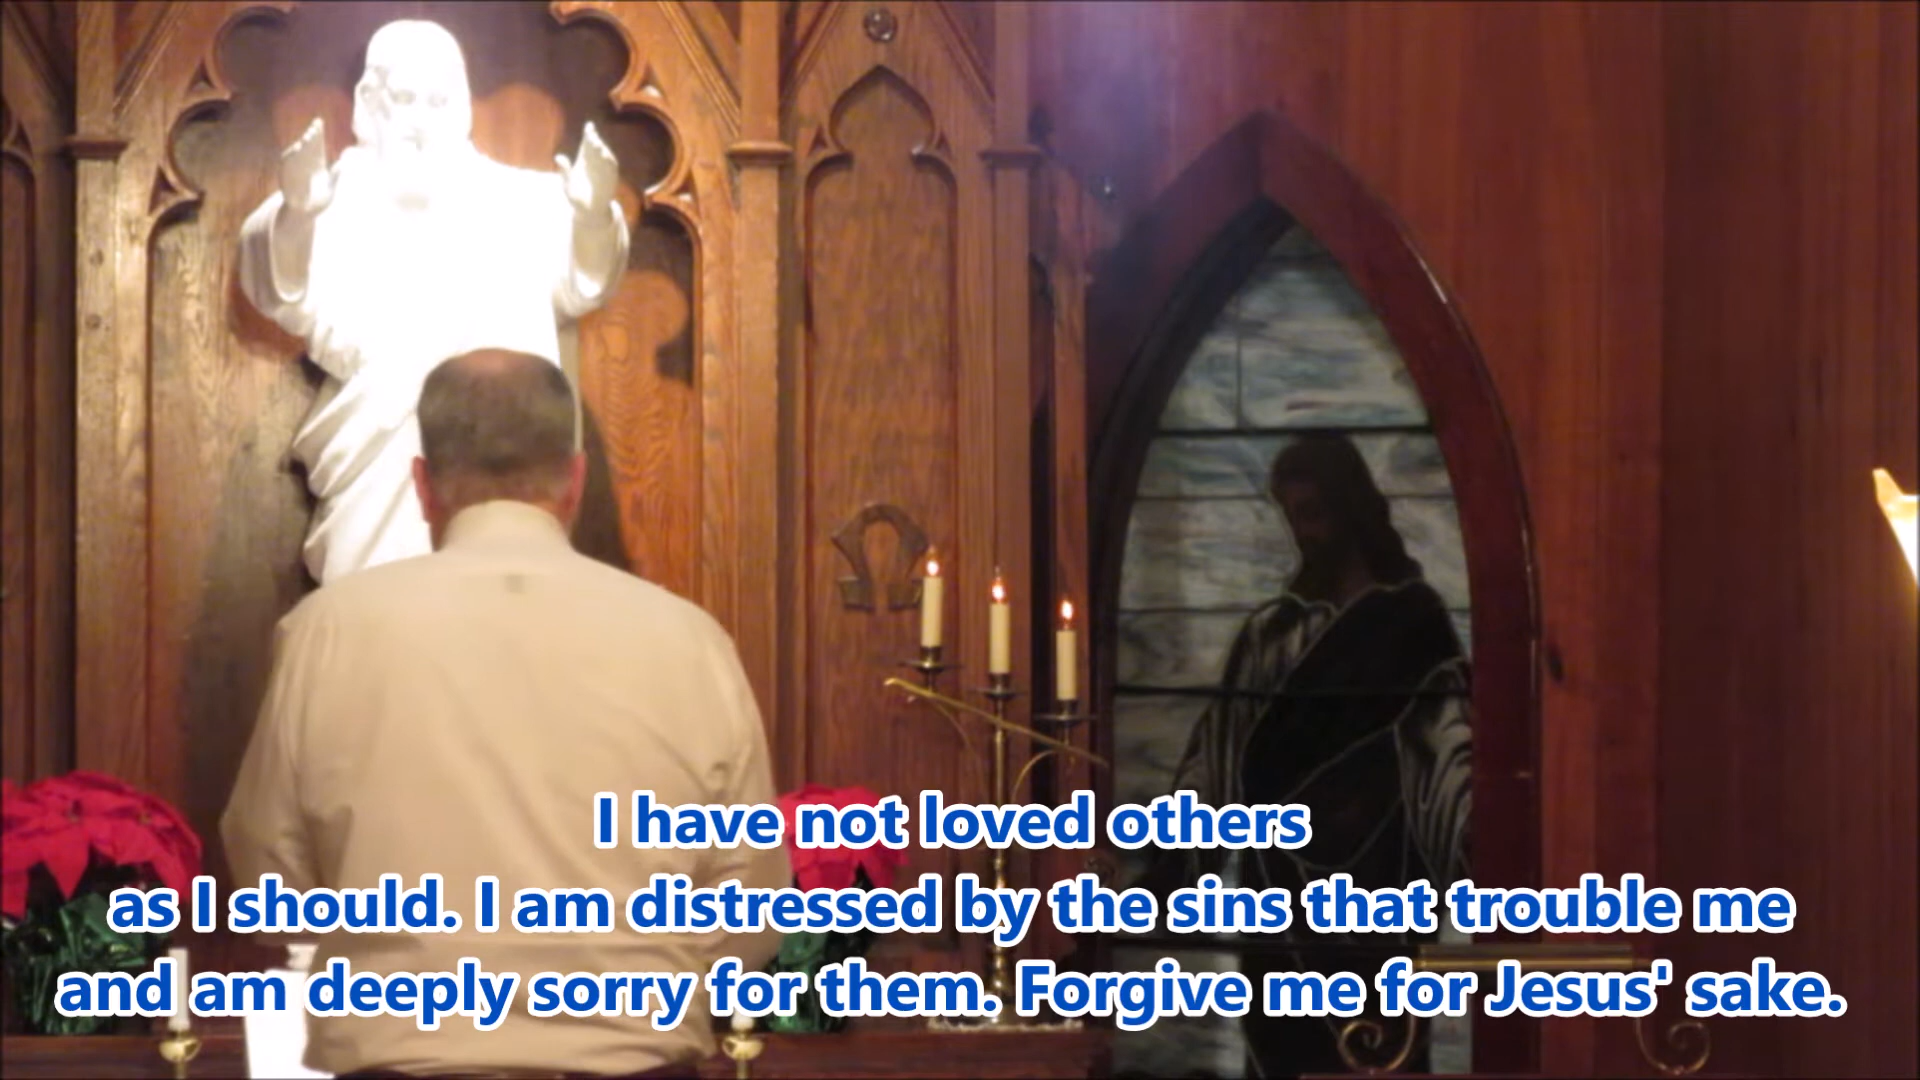 I have not loved others
as I should. I am distressed by the sins that trouble me
and am deeply sorry for them. Forgive me for Jesus' sake.